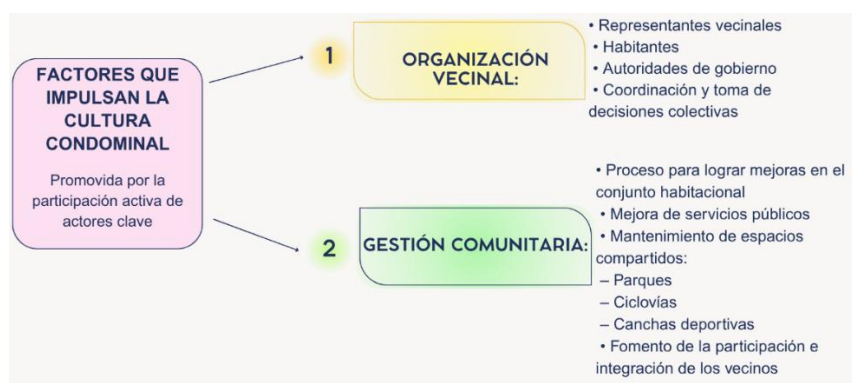 FACTORES QUE
IMPULSAN LA
CULTURA
CONDOMINAL
Promovida por la
participación activa de
actores clave
1
ORGANIZACIÓN
VECINAL:
• Representantes vecinales
• Habitantes
• Autoridades de gobierno
• Coordinación y toma de
decisiones colectivas
2
GESTIÓN COMUNITARIA:
• Proceso para lograr mejoras en el
conjunto habitacional
• Mejora de servicios públicos
• Mantenimiento de espacios
compartidos:
– Parques
– Ciclovías
– Canchas deportivas
• Fomento de la participación e
integración de los vecinos